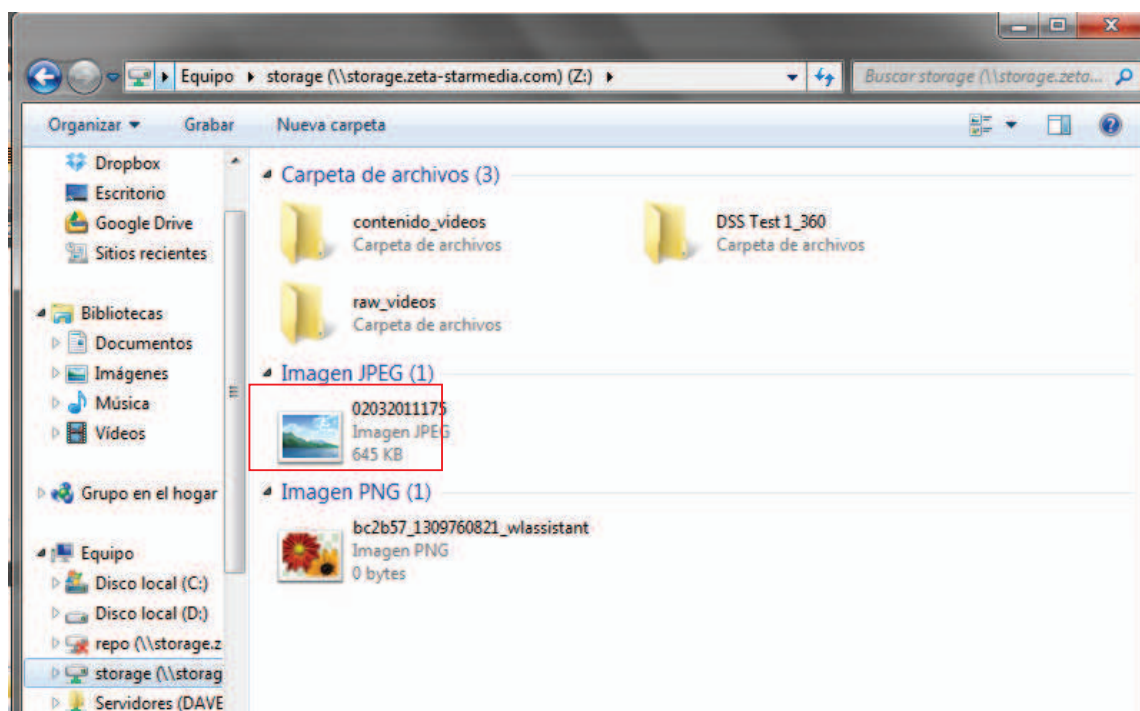 Equipo storage (\\storage.zeta-starmedia.com) (Z:)
Buscar storage (\\storage.zeta...
Organizar Grabar Nueva carpeta
Dropbox
Escritorio
Google Drive
Sitios recientes
Bibliotecas
Documentos
Imágenes
Música
Vídeos
Grupo en el hogar
Equipo
Disco local (C:)
Disco local (D:)
repo (\\storage.z
storage (\\storag
Servidores (DAVE
Carpeta de archivos (3)
contenido_videos
Carpeta de archivos
DSS Test 1_360
Carpeta de archivos
raw_videos
Carpeta de archivos
Imagen JPEG (1)
02032011175
Imagen JPEG
645 KB
Imagen PNG (1)
bc2b57_1309760821_wlassistant
Imagen PNG
0 bytes